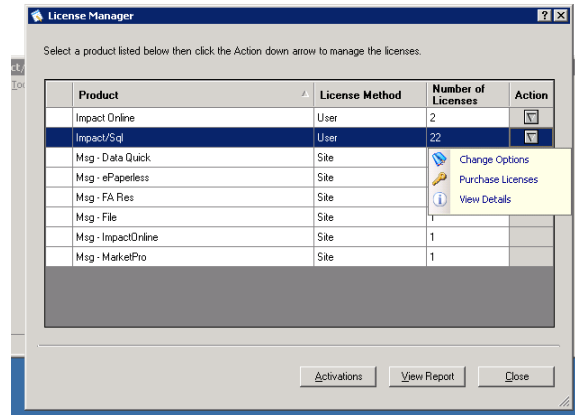 License Manager
Select a product listed below then click the Action down arrow to manage the licenses.
Product License Method Number of Licenses Action
Impact Online User 2
Impact/Sql User 22
Msg - Data Quick Site
Msg - ePaperless Site
Msg - FA Res Site
Msg - File Site 1
Msg - ImpactOnline Site 1
Msg - MarketPro Site 1
Change Options
Purchase Licenses
View Details
Activations View Report Close